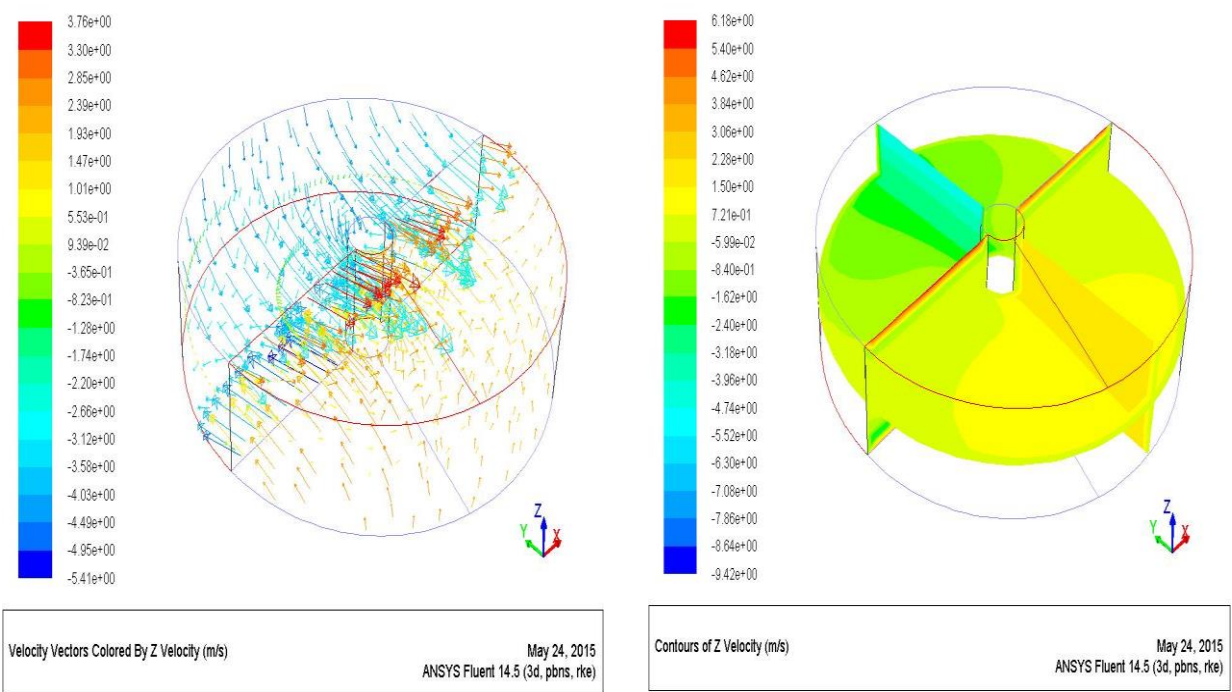 3.76e+00
3.30e+00
2.85e+00
2.39e+00
1.93e+00
1.47e+00
1.01e+00
5.53e-01
9.39e-02
-3.65e-01
-8.23e-01
-1.28e+00
-1.74e+00
-2.20e+00
-2.66e+00
-3.12e+00
-3.58e+00
-4.03e+00
-4.49e+00
-4.95e+00
-5.41e+00
Z
Y
X
Velocity Vectors Colored By Z Velocity (m/s)
May 24, 2015
ANSYS Fluent 14.5 (3d, pbns, rke)
6.18e+00
5.40e+00
4.62e+00
3.84e+00
3.06e+00
2.28e+00
1.50e+00
7.21e-01
-5.99e-02
-8.40e-01
-1.62e+00
-2.40e+00
-3.18e+00
-3.96e+00
-4.74e+00
-5.52e+00
-6.30e+00
-7.08e+00
-7.86e+00
-8.64e+00
-9.42e+00
Z
Y
X
Contours of Z Velocity (m/s)
May 24, 2015
ANSYS Fluent 14.5 (3d, pbns, rke)